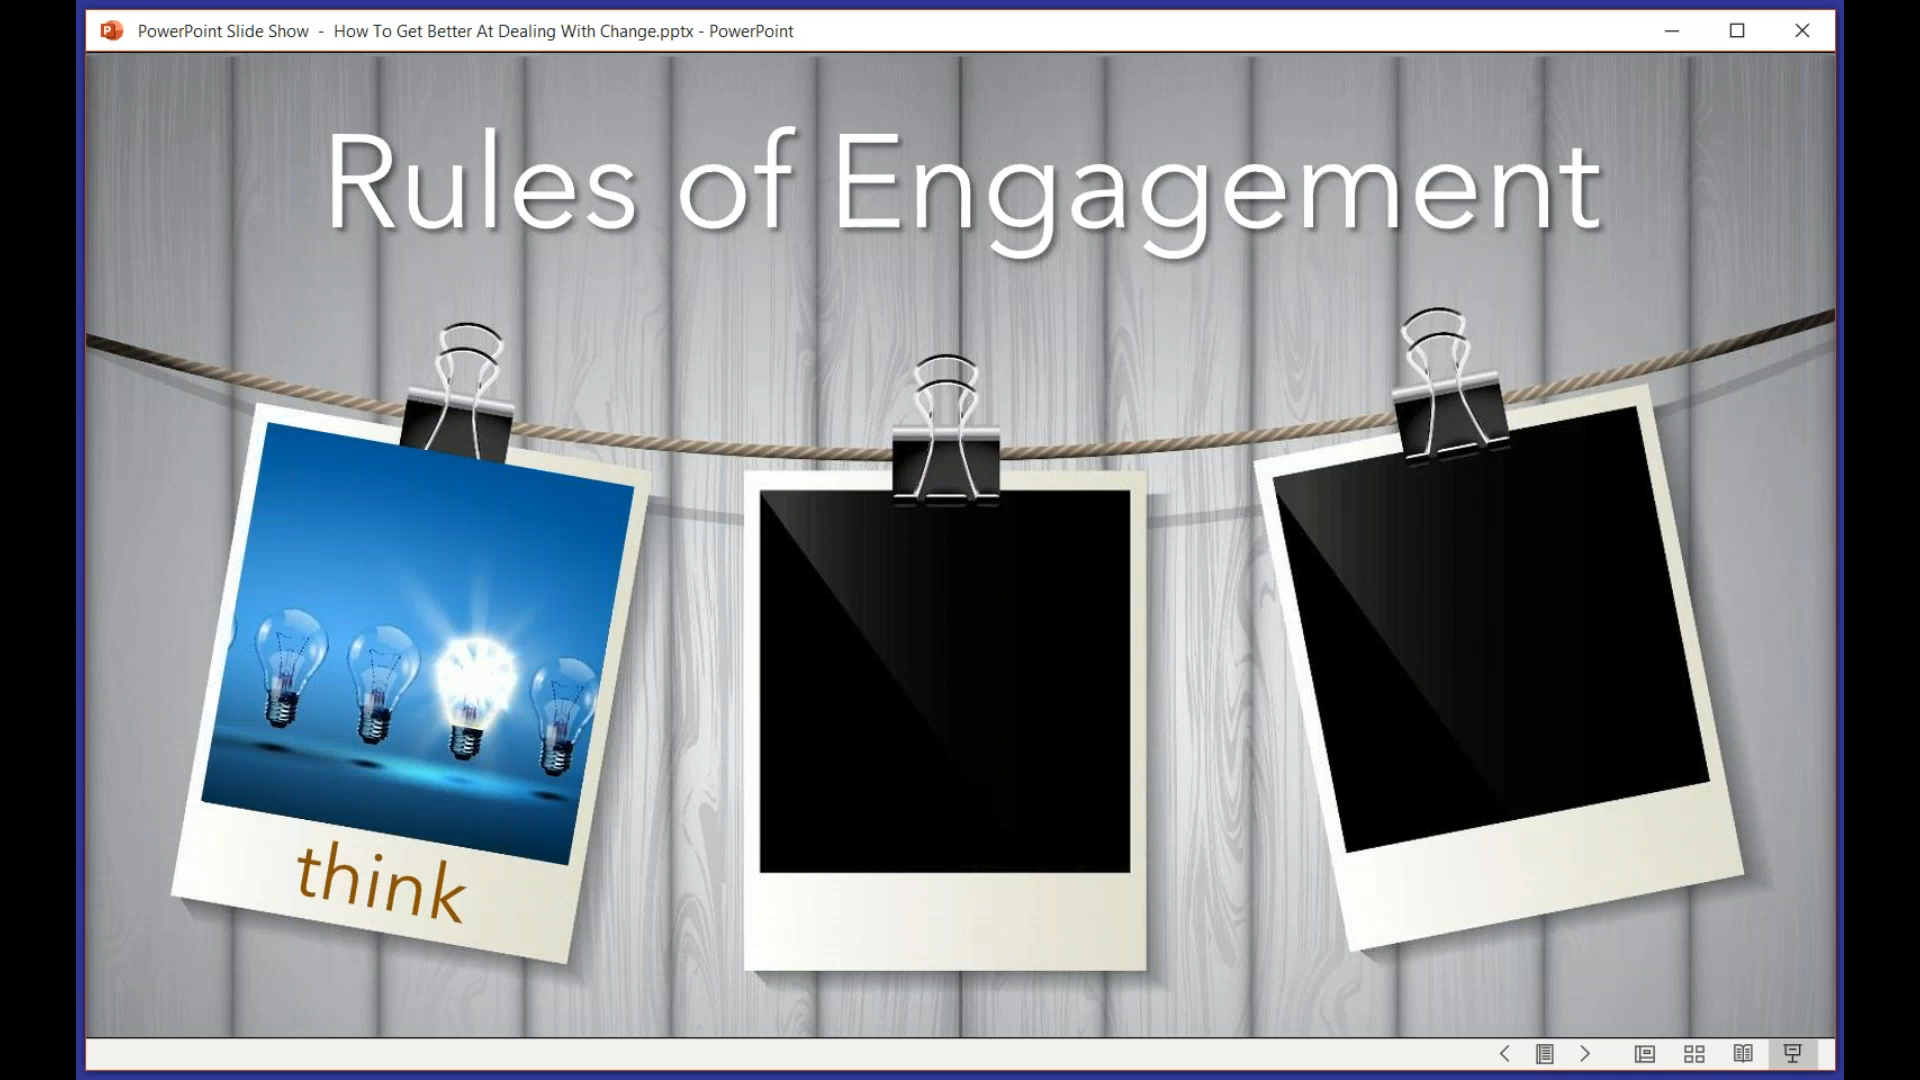 PowerPoint Slide Show - How To Get Better At Dealing With Change.pptx - PowerPoint
Rules of Engagement
think